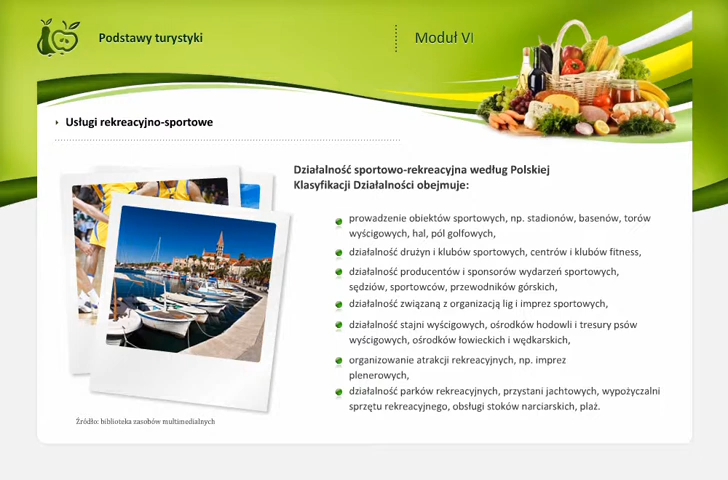 Podstawy turystyki
Moduł VI
Usługi rekreacyjno-sportowe
Działalność sportowo-rekreacyjna według Polskiej
Klasyfikacji Działalności obejmuje:
prowadzenie obiektów sportowych, np. stadionów, basenów, torów
wyścigowych, hal, pól golfowych,
działalność drużyn i klubów sportowych, centrów i klubów fitness,
działalność producentów i sponsorów wydarzeń sportowych,
sędziów, sportowców, przewodników górskich,
działalność związaną z organizacją lig i imprez sportowych,
działalność stajni wyścigowych, ośrodków hodowli i tresury psów
wyścigowych, ośrodków łowieckich i wędkarskich,
organizowanie atrakcji rekreacyjnych, np. imprez
plenerowych,
działalność parków rekreacyjnych, przystani jachtowych, wypożyczalni
sprzętu rekreacyjnego, obsługi stoków narciarskich, plaż.
Źródło: biblioteka zasobów multimedialnych